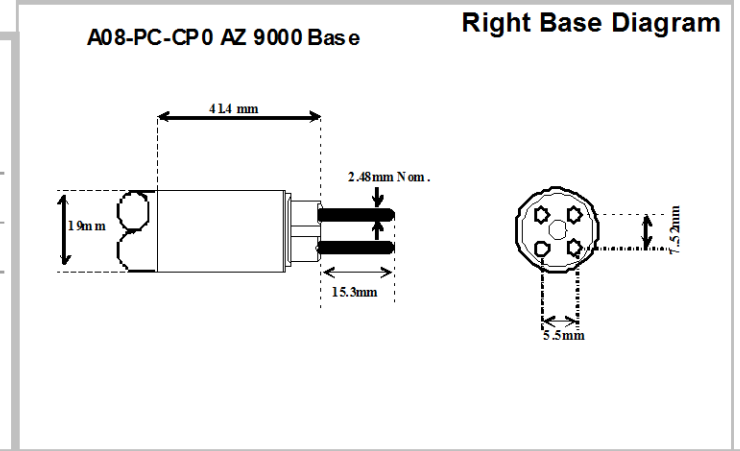 Right Base Diagram
A08-PC-CP0 AZ 9000 Base
41.4 mm
2.48mm Nom.
19mm
7.52mm
15.3mm
5.5mm